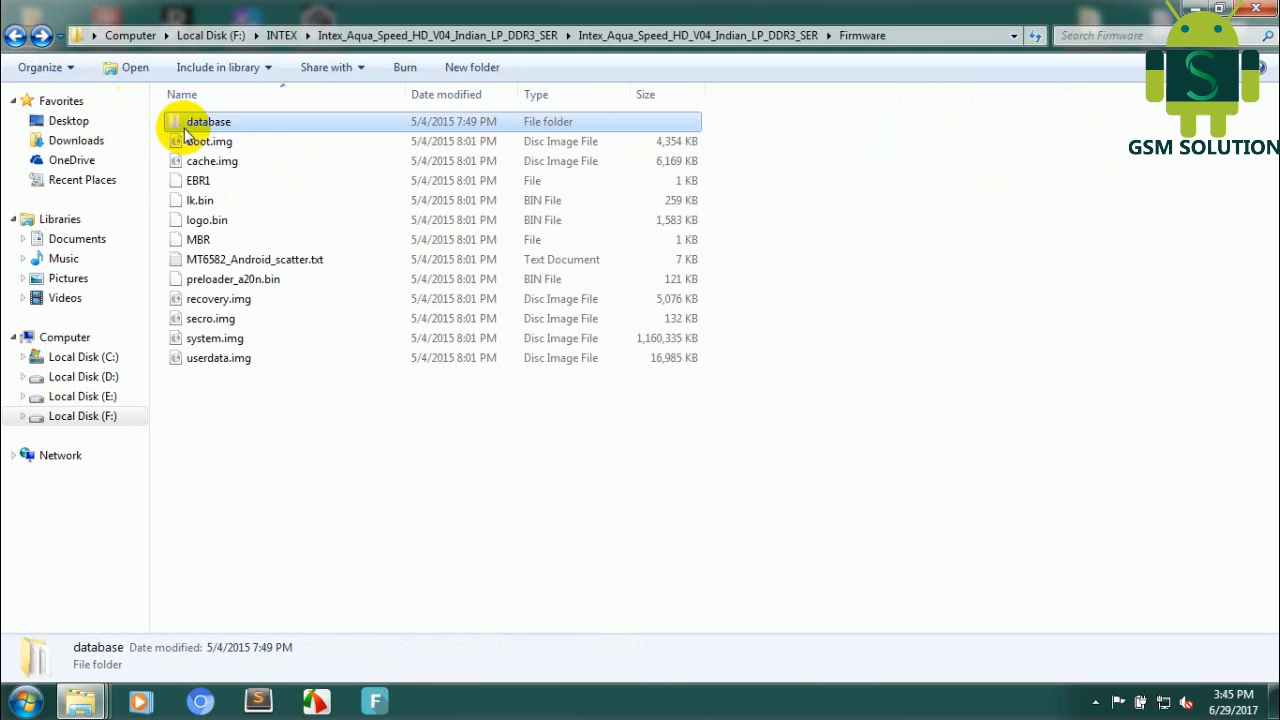 Computer Local Disk (F:) INTEX Intex_Aqua_Speed_HD_V04_Indian_LP_DDR3_SER Intex_Aqua_Speed_HD_V04_Indian_LP_DDR3_SER Firmware Search Firmware
Organize Open Include in library Share with Burn New folder
S
GSM SOLUTION
Name Date modified Type Size
Favorites
Desktop
Downloads
OneDrive
Recent Places
Libraries
Documents
Music
Pictures
Videos
Computer
Local Disk (C:)
Local Disk (D:)
Local Disk (E:)
Local Disk (F:)
Network
database 5/4/2015 7:49 PM File folder
boot.img 5/4/2015 8:01 PM Disc Image File 4,354 KB
cache.img 5/4/2015 8:01 PM Disc Image File 6,169 KB
EBR1 5/4/2015 8:01 PM File 1 KB
lk.bin 5/4/2015 8:01 PM BIN File 259 KB
logo.bin 5/4/2015 8:01 PM BIN File 1,583 KB
MBR 5/4/2015 8:01 PM File 1 KB
MT6582_Android_scatter.txt 5/4/2015 8:01 PM Text Document 7 KB
preloader_a20n.bin 5/4/2015 8:01 PM BIN File 121 KB
recovery.img 5/4/2015 8:01 PM Disc Image File 5,076 KB
secro.img 5/4/2015 8:01 PM Disc Image File 132 KB
system.img 5/4/2015 8:01 PM Disc Image File 1,160,335 KB
userdata.img 5/4/2015 8:01 PM Disc Image File 16,985 KB
database Date modified: 5/4/2015 7:49 PM
File folder
S
F
3:45 PM
6/29/2017